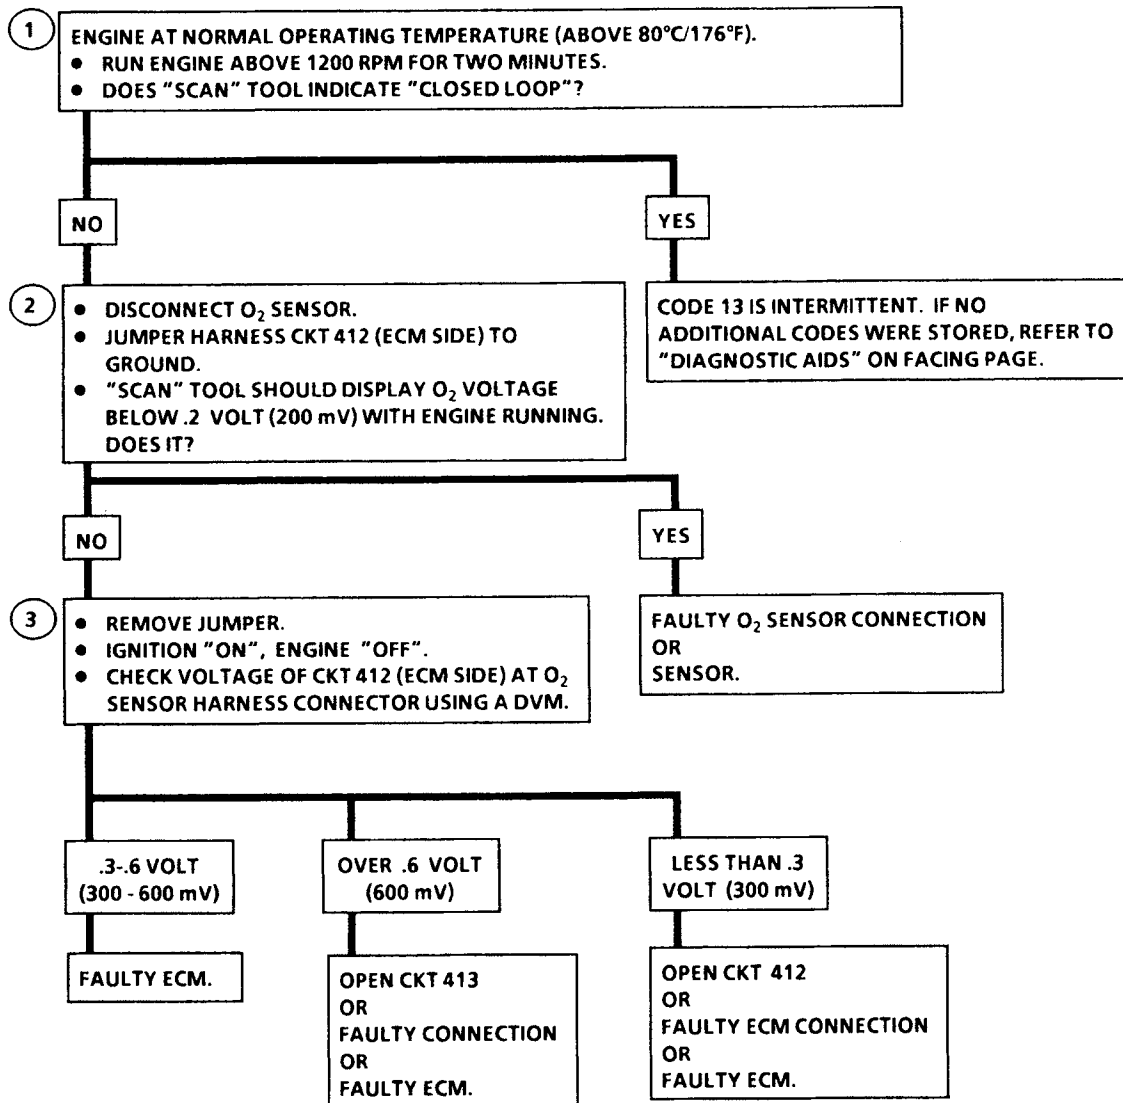 1
ENGINE AT NORMAL OPERATING TEMPERATURE (ABOVE 80°C/176°F).
● RUN ENGINE ABOVE 1200 RPM FOR TWO MINUTES.
● DOES "SCAN" TOOL INDICATE "CLOSED LOOP"?
NO
YES
2
● DISCONNECT O₂ SENSOR.
● JUMPER HARNESS CKT 412 (ECM SIDE) TO
GROUND.
● "SCAN" TOOL SHOULD DISPLAY O₂ VOLTAGE
BELOW .2 VOLT (200 mV) WITH ENGINE RUNNING.
DOES IT?
CODE 13 IS INTERMITTENT. IF NO
ADDITIONAL CODES WERE STORED, REFER TO
"DIAGNOSTIC AIDS" ON FACING PAGE.
NO
YES
3
● REMOVE JUMPER.
● IGNITION "ON", ENGINE "OFF".
● CHECK VOLTAGE OF CKT 412 (ECM SIDE) AT O₂
SENSOR HARNESS CONNECTOR USING A DVM.
FAULTY O₂ SENSOR CONNECTION
OR
SENSOR.
.3-.6 VOLT
(300 - 600 mV)
OVER .6 VOLT
(600 mV)
LESS THAN .3
VOLT (300 mV)
FAULTY ECM.
OPEN CKT 413
OR
FAULTY CONNECTION
OR
FAULTY ECM.
OPEN CKT 412
OR
FAULTY ECM CONNECTION
OR
FAULTY ECM.